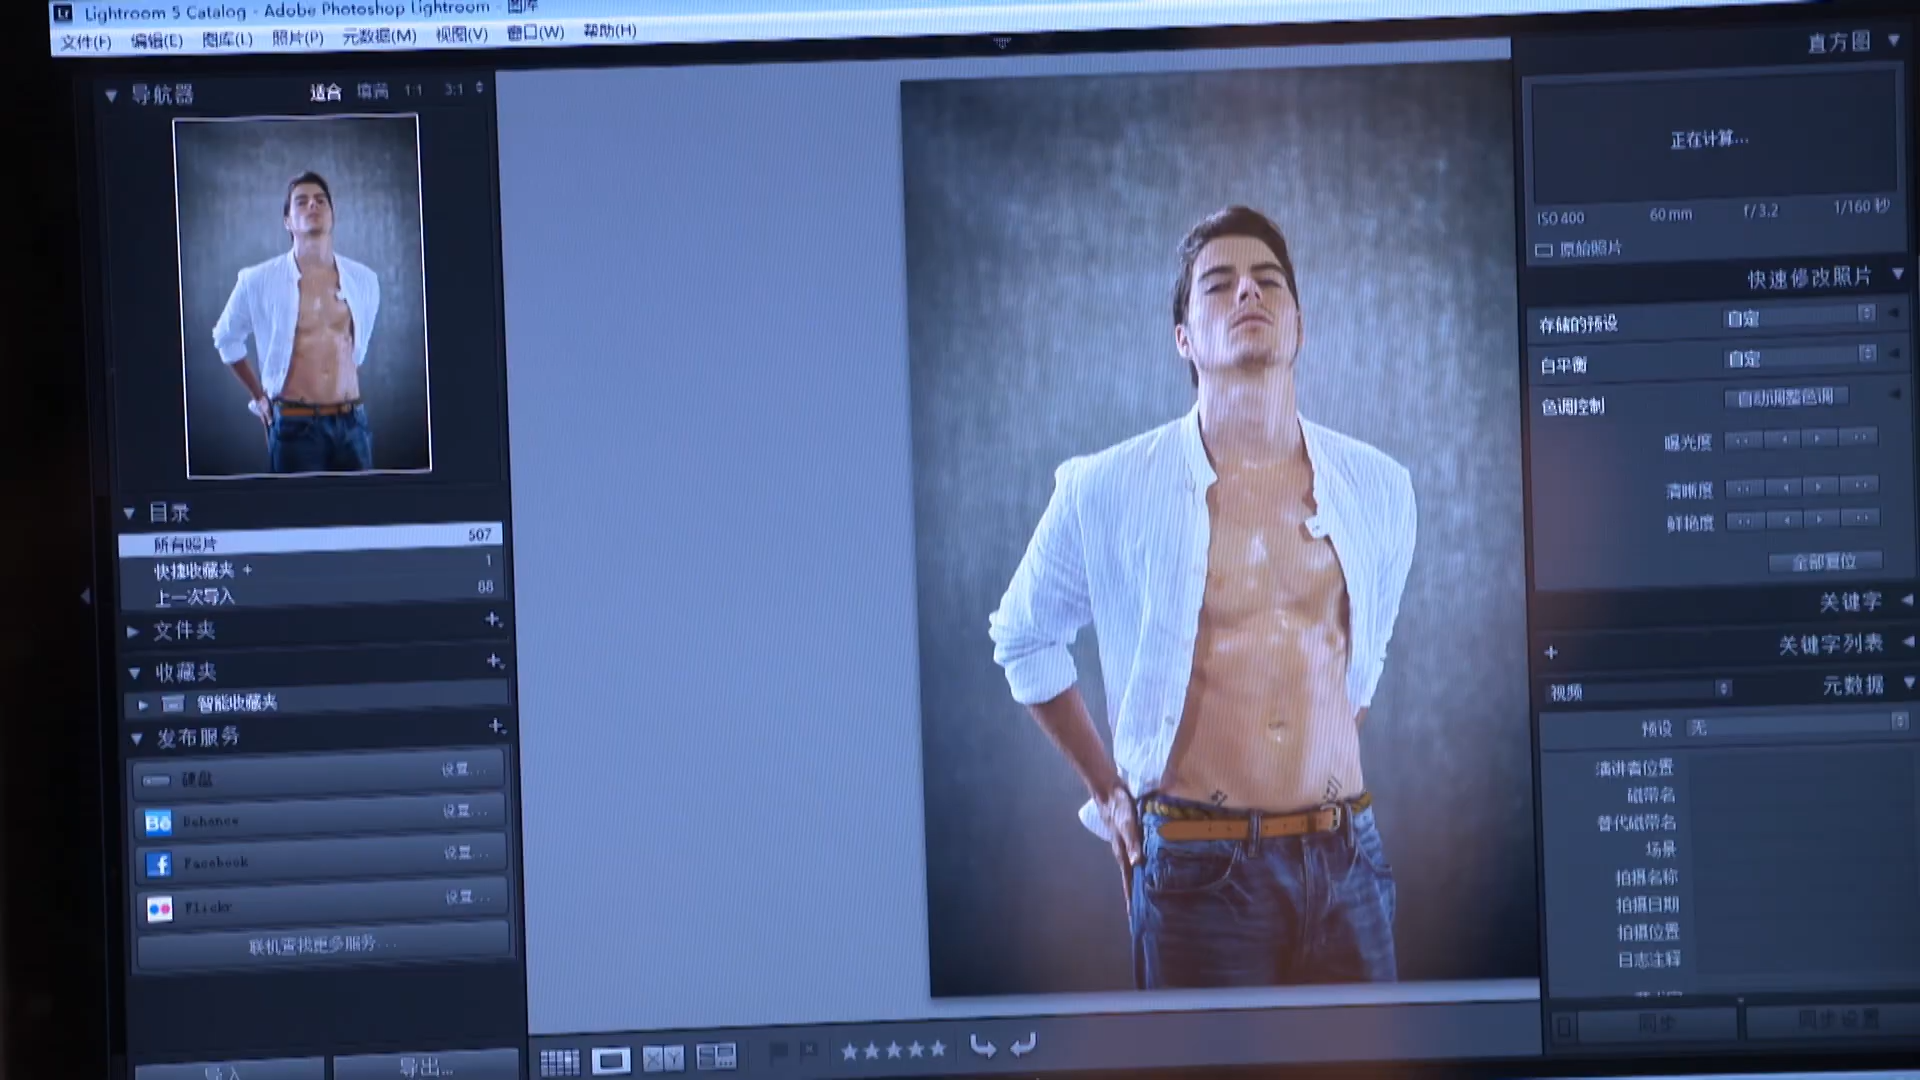 Lightroom 5 Catalog - Adobe Photoshop Lightroom - 图库
文件(F) 编辑(E) 图库(L) 照片(P) 元数据(M) 视图(V) 窗口(W) 帮助(H)
导航器 适合 填满 1:1 3:1
目录
所有照片 507
快捷收藏夹 + 1
上一次导入 88
文件夹
收藏夹
智能收藏夹
发布服务
硬盘 设置...
Behance 设置...
Facebook 设置...
Flickr 设置...
联机查找更多服务...
导入 导出...
直方图
正在计算...
ISO 400 60 mm f / 3.2 1/160 秒
原始照片
快速修改照片
存储的预设 自定
白平衡 自定
色调控制 自动调整色调
曝光度
清晰度
鲜艳度
全部复位
关键字
关键字列表
视频 元数据
预设 无
演讲者位置
磁带名
替代磁带名
场景
拍摄名称
拍摄日期
拍摄位置
日志注释
同步 同步设置